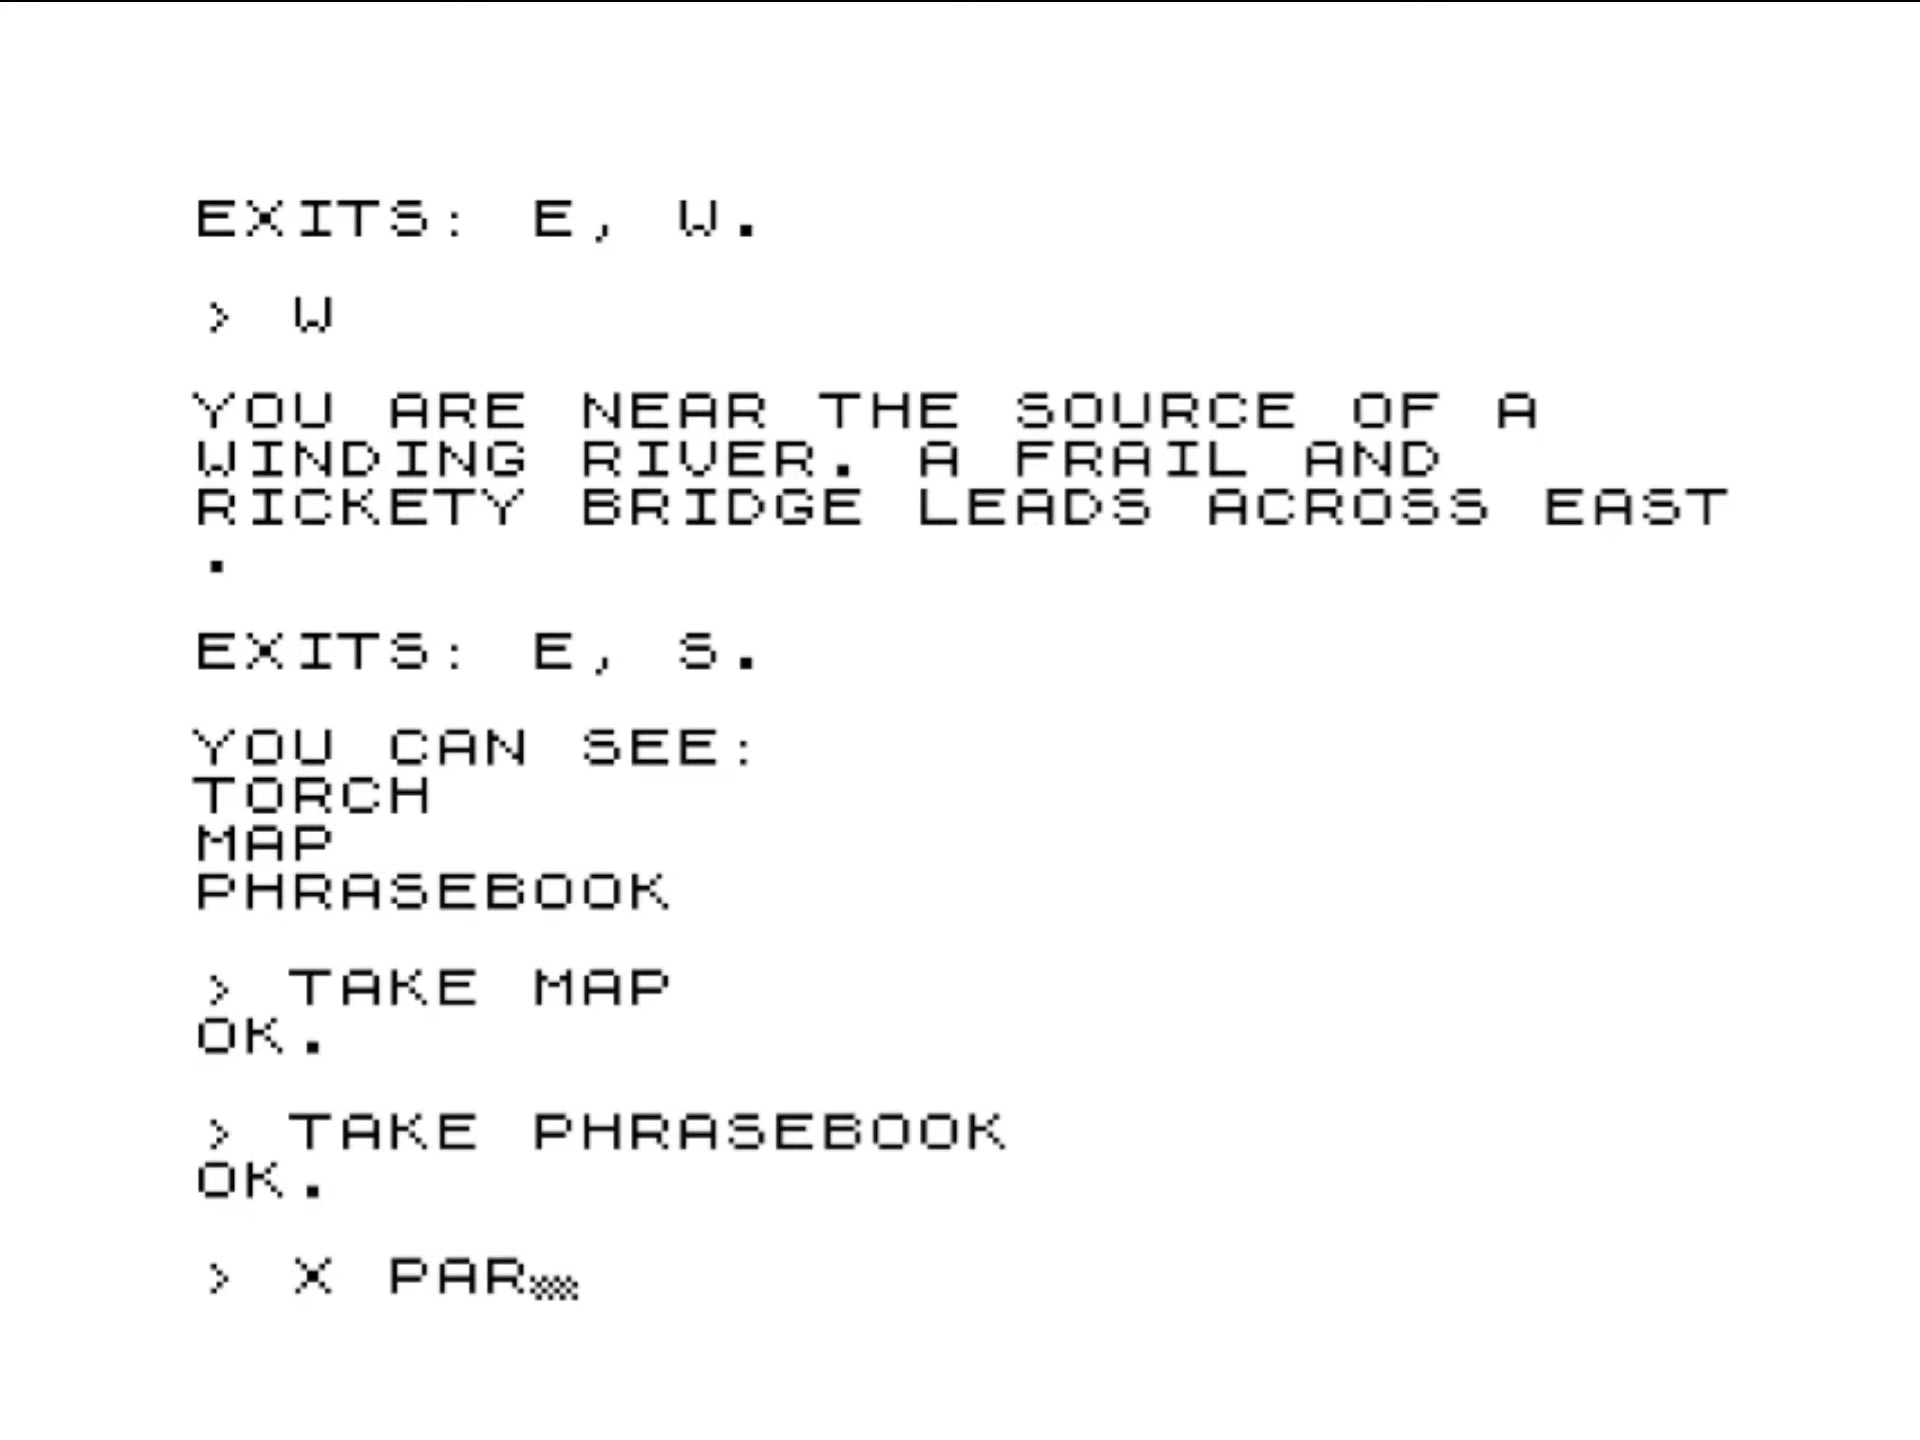 EXITS: E, W.
> W
YOU ARE NEAR THE SOURCE OF A
WINDING RIVER. A FRAIL AND
RICKETY BRIDGE LEADS ACROSS EAST
.
EXITS: E, S.
YOU CAN SEE:
TORCH
MAP
PHRASEBOOK
> TAKE MAP
OK.
> TAKE PHRASEBOOK
OK.
> X PAR